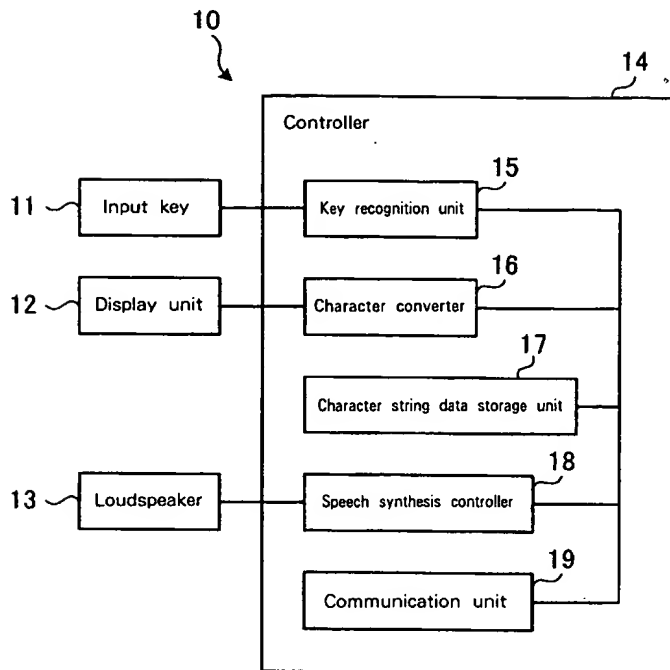 10
14
Controller
15
11 Input key Key recognition unit
16
12 Display unit Character converter
17
Character string data storage unit
18
13 Loudspeaker Speech synthesis controller
19
Communication unit